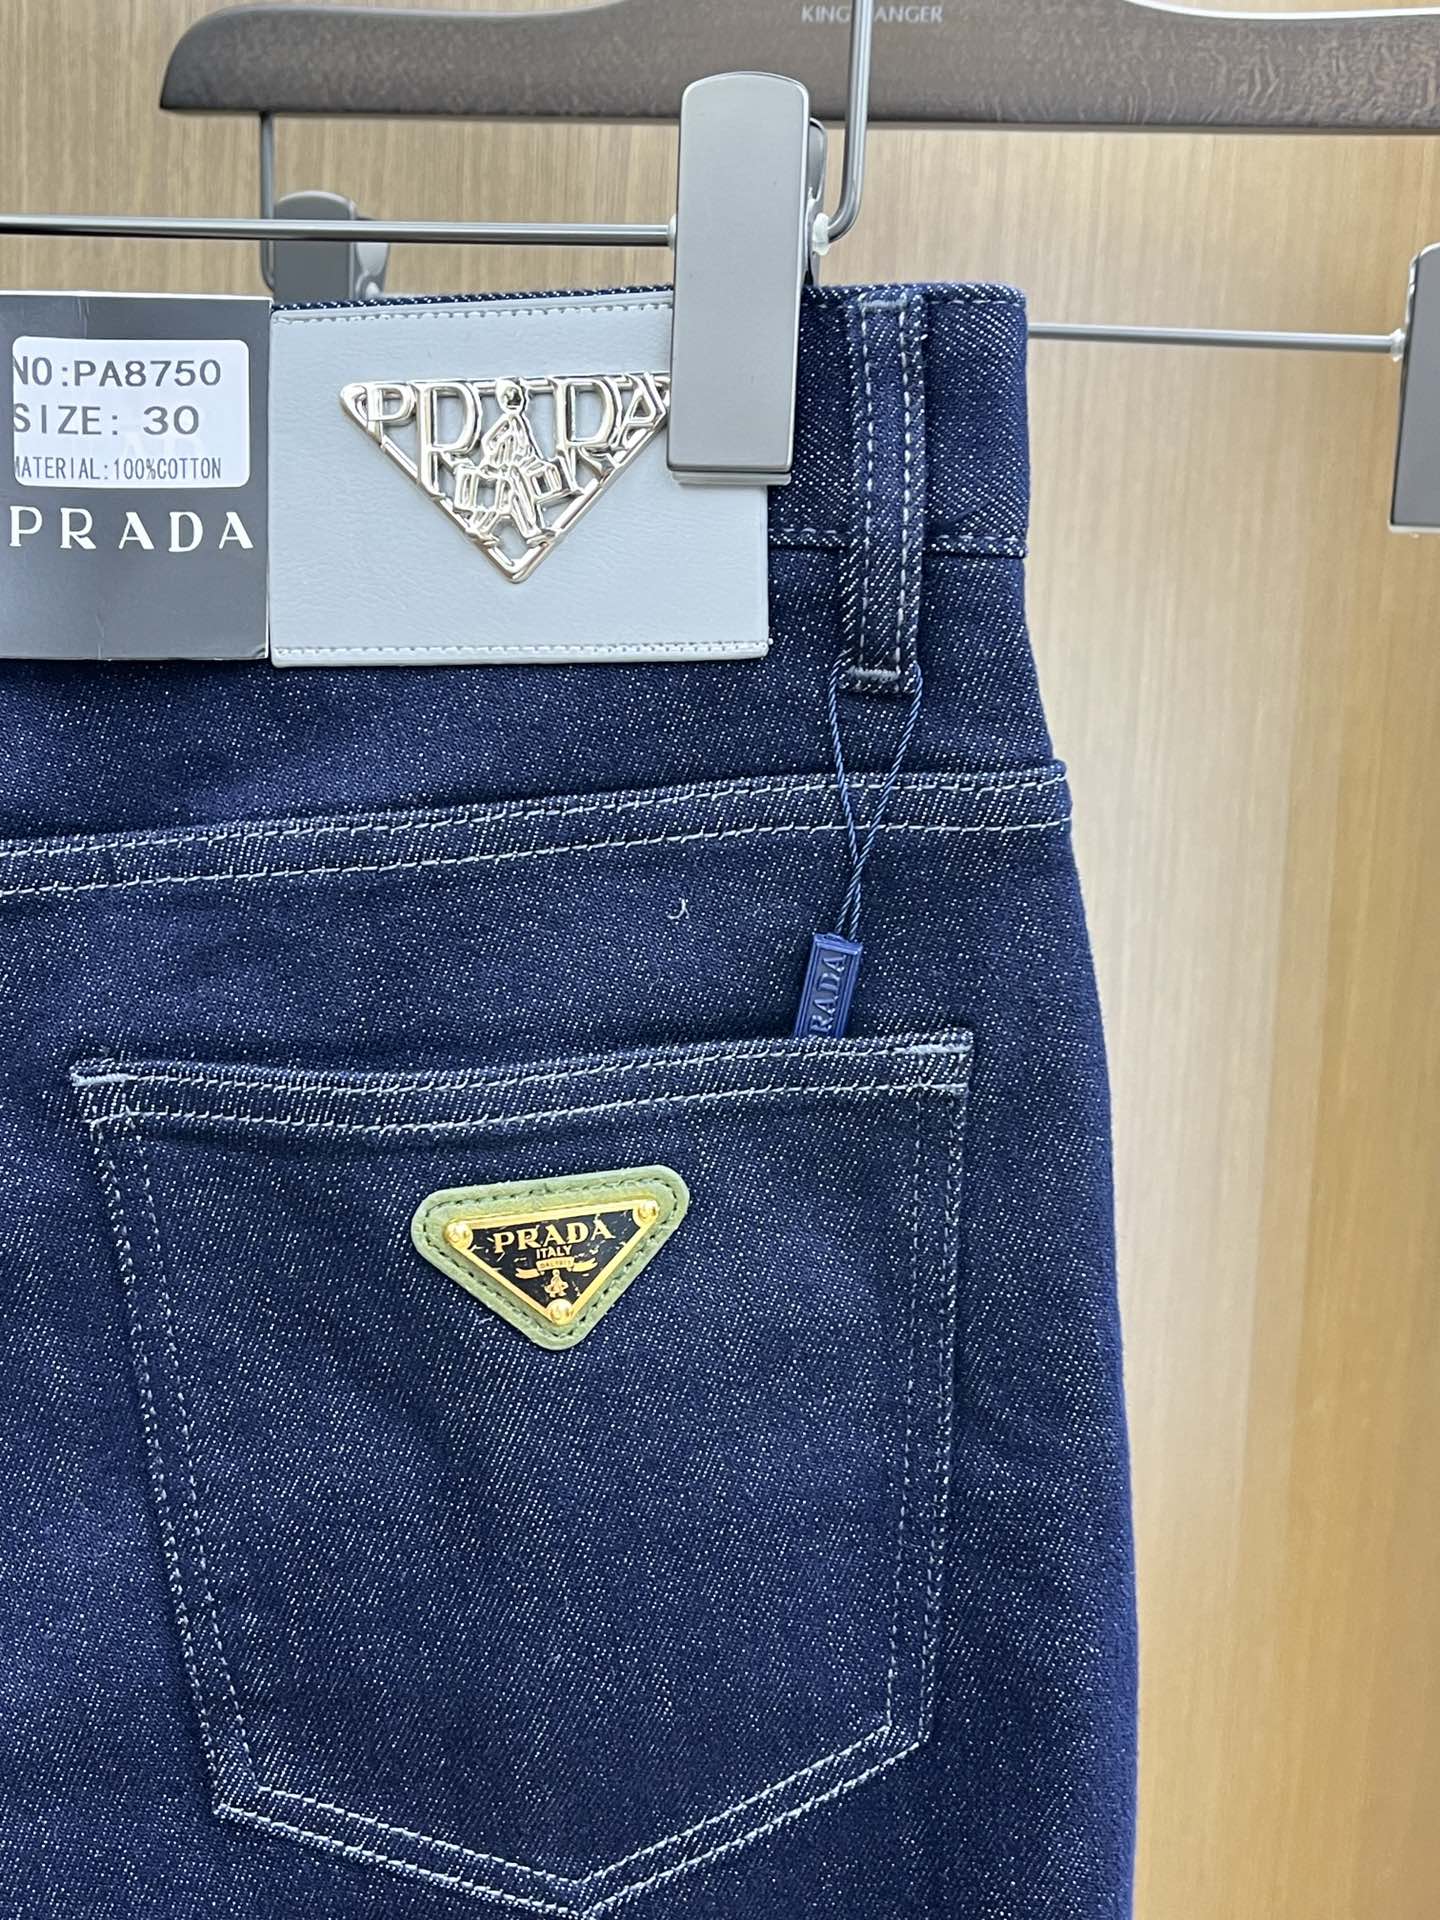 KING HANGER
NO:PA8750
SIZE: 30
MATERIAL:100%COTTON
PRADA
PRADA
PRADA
PRADA
ITALY